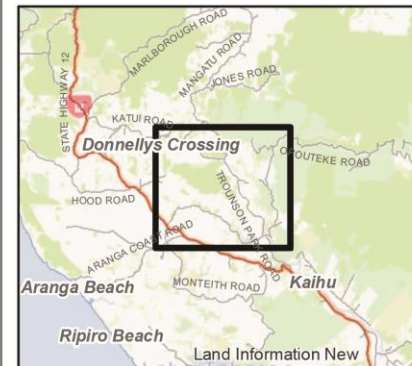 MARLBOROUGH ROAD
MANGATU ROAD
JONES ROAD
STATE HIGHWAY 12
KATUI ROAD
Donnellys Crossing
OPOUTEKE ROAD
TROUNSON PARK ROAD
HOOD ROAD
ARANGA COAST ROAD
Aranga Beach
MONTEITH ROAD
Kaihu
Ripiro Beach
Land Information New